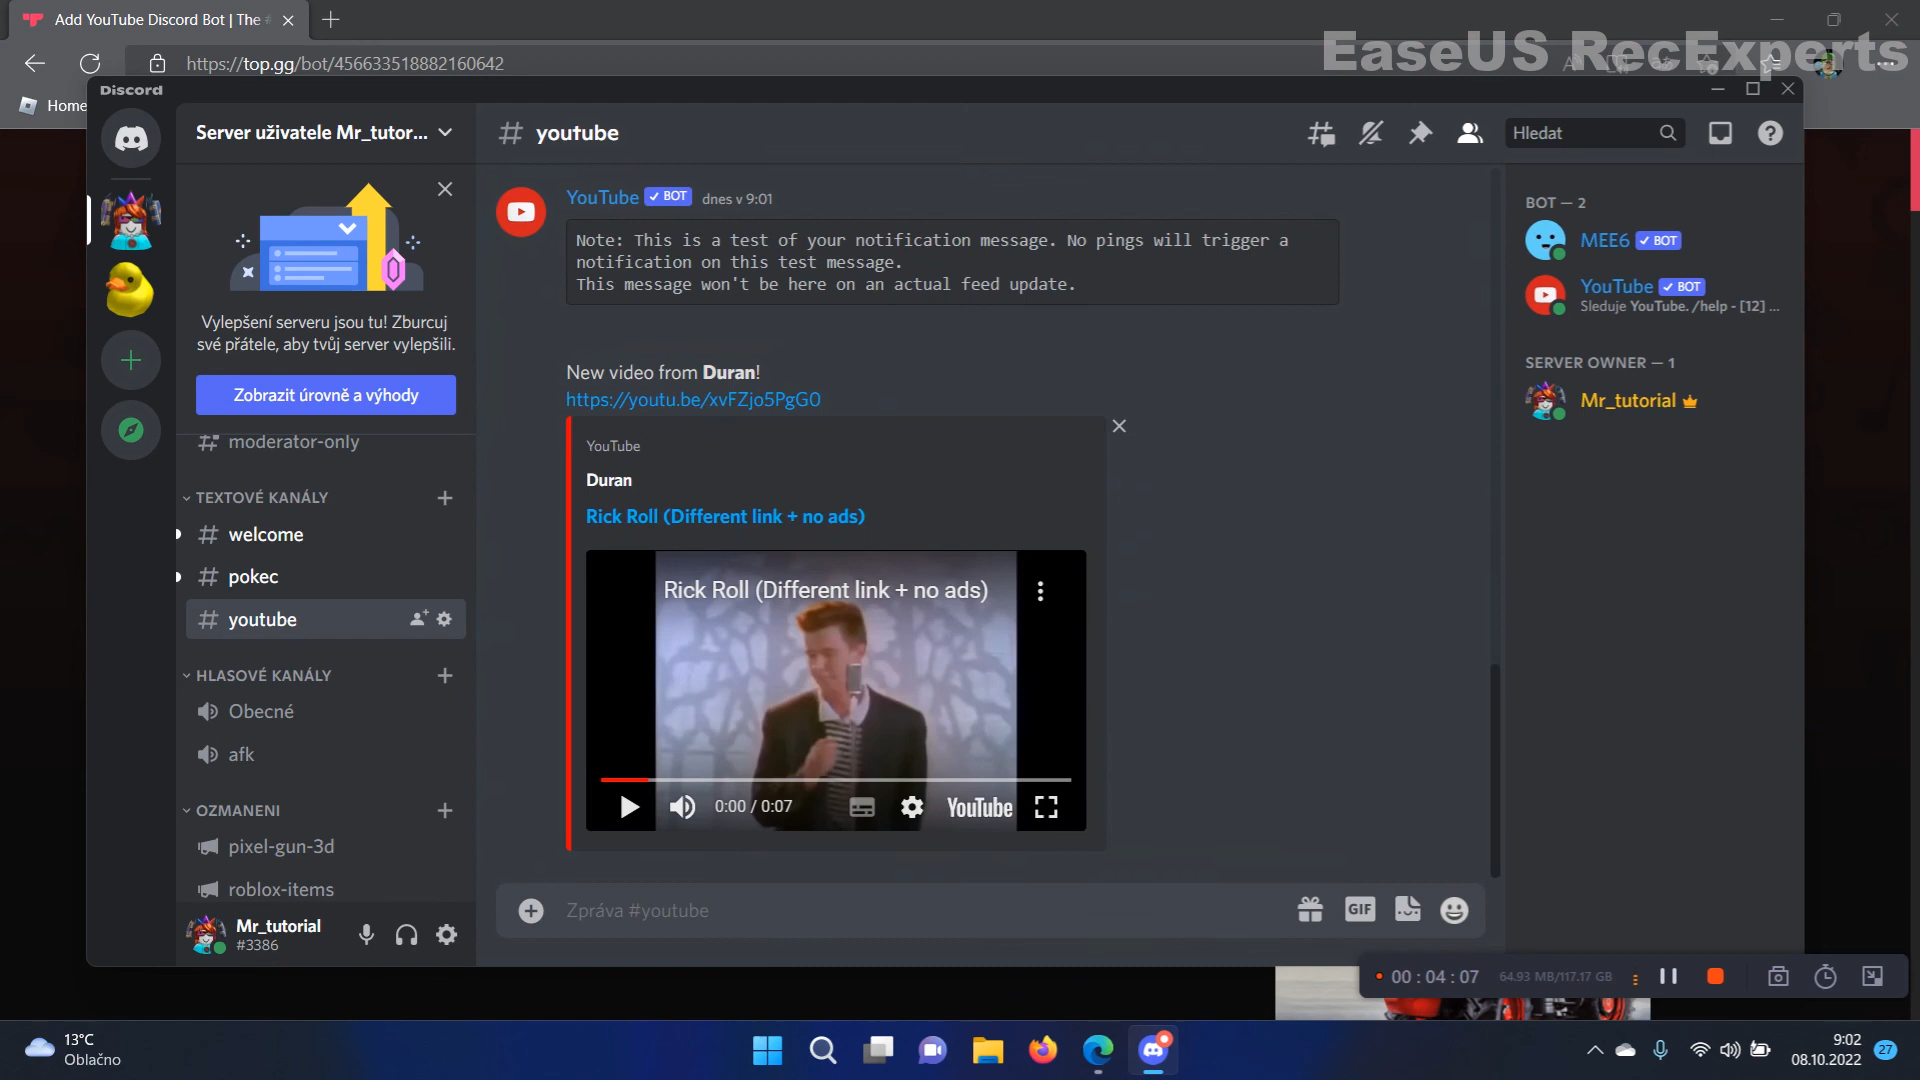 Add YouTube Discord Bot | The #
EaseUS RecExperts
https://top.gg/bot/456633518882160642
Home
Discord
Server uživatele Mr_tutor...
youtube
Hledat
Vylepšení serveru jsou tu! Zburcuj
své přátele, aby tvůj server vylepšili.
Zobrazit úrovně a výhody
moderator-only
TEXTOVÉ KANÁLY
welcome
pokec
youtube
HLASOVÉ KANÁLY
Obecné
afk
OZMANENI
pixel-gun-3d
roblox-items
Mr_tutorial
#3386
YouTube BOT dnes v 9:01
Note: This is a test of your notification message. No pings will trigger a
notification on this test message.
This message won't be here on an actual feed update.
New video from Duran!
https://youtu.be/xvFZjo5PgG0
YouTube
Duran
Rick Roll (Different link + no ads)
Rick Roll (Different link + no ads)
0:00 / 0:07
YouTube
Zpráva #youtube
GIF
BOT — 2
MEE6 BOT
YouTube BOT
Sleduje YouTube. /help - [12] ...
SERVER OWNER — 1
Mr_tutorial
00 : 04 : 07 64.93 MB/117.17 GB
13°C
Oblačno
9:02
08.10.2022
27